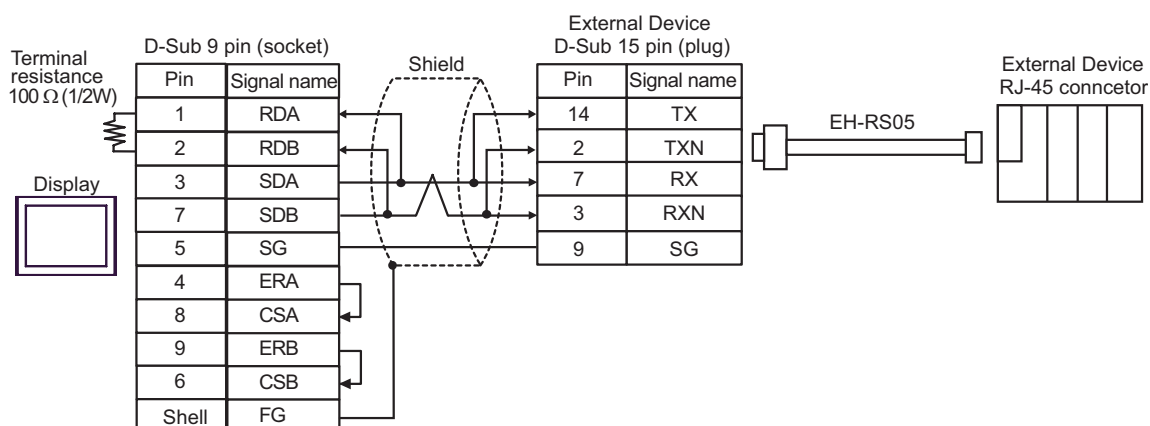 Terminal
resistance
100 Ω (1/2W)
Display
D-Sub 9 pin (socket)
Pin Signal name
1 RDA
2 RDB
3 SDA
7 SDB
5 SG
4 ERA
8 CSA
9 ERB
6 CSB
Shell FG
Shield
External Device
D-Sub 15 pin (plug)
Pin Signal name
14 TX
2 TXN
7 RX
3 RXN
9 SG
EH-RS05
External Device
RJ-45 conncetor